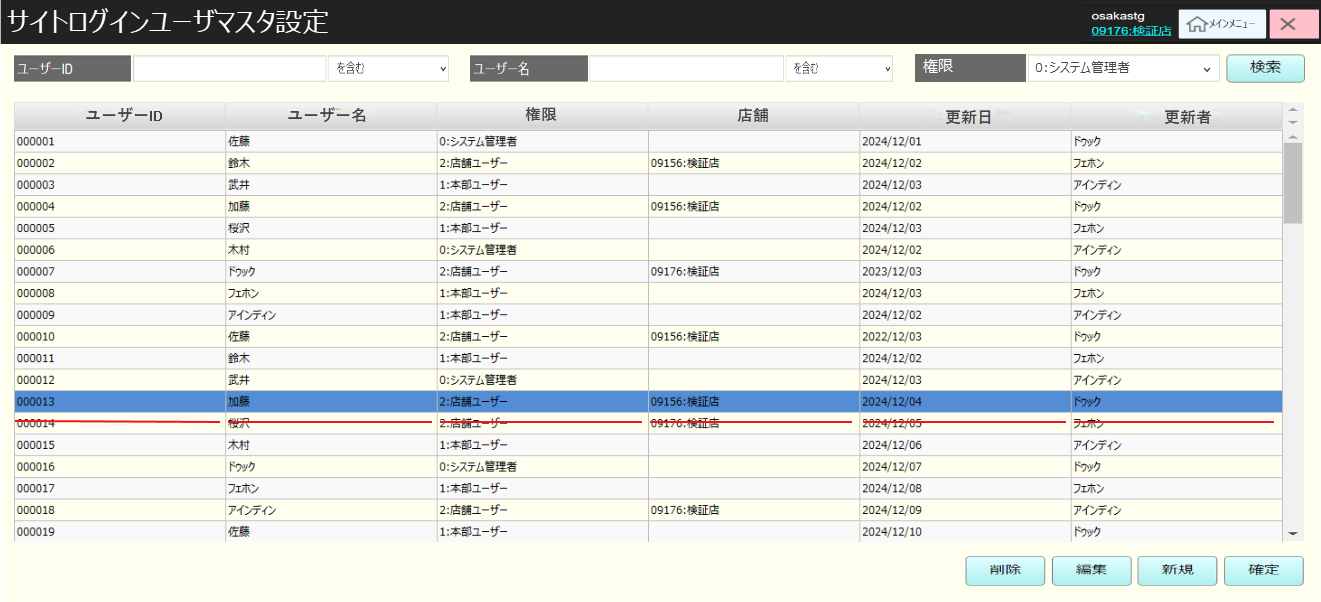 サイトログインユーザマスタ設定
osakastg
09176:検証店 メインメニュー
ユーザーID を含む ユーザー名 を含む 権限 0:システム管理者 検索
ユーザーID ユーザー名 権限 店舗 更新日 更新者
000001 佐藤 0:システム管理者 2024/12/01 ドゥック
000002 鈴木 2:店舗ユーザー 09156:検証店 2024/12/02 フェホン
000003 武井 1:本部ユーザー 2024/12/03 アインディン
000004 加藤 2:店舗ユーザー 09156:検証店 2024/12/02 ドゥック
000005 桜沢 1:本部ユーザー 2024/12/03 フェホン
000006 木村 0:システム管理者 2024/12/02 アインディン
000007 ドゥック 2:店舗ユーザー 09176:検証店 2023/12/03 ドゥック
000008 フェホン 1:本部ユーザー 2024/12/03 フェホン
000009 アインディン 1:本部ユーザー 2024/12/02 アインディン
000010 佐藤 2:店舗ユーザー 09156:検証店 2022/12/03 ドゥック
000011 鈴木 1:本部ユーザー 2024/12/02 フェホン
000012 武井 0:システム管理者 2024/12/03 アインディン
000013 加藤 2:店舗ユーザー 09156:検証店 2024/12/04 ドゥック
000014 桜沢 2:店舗ユーザー 09176:検証店 2024/12/05 フェホン
000015 木村 1:本部ユーザー 2024/12/06 アインディン
000016 ドゥック 0:システム管理者 2024/12/07 ドゥック
000017 フェホン 1:本部ユーザー 2024/12/08 フェホン
000018 アインディン 2:店舗ユーザー 09176:検証店 2024/12/09 アインディン
000019 佐藤 1:本部ユーザー 2024/12/10 ドゥック
削除 編集 新規 確定